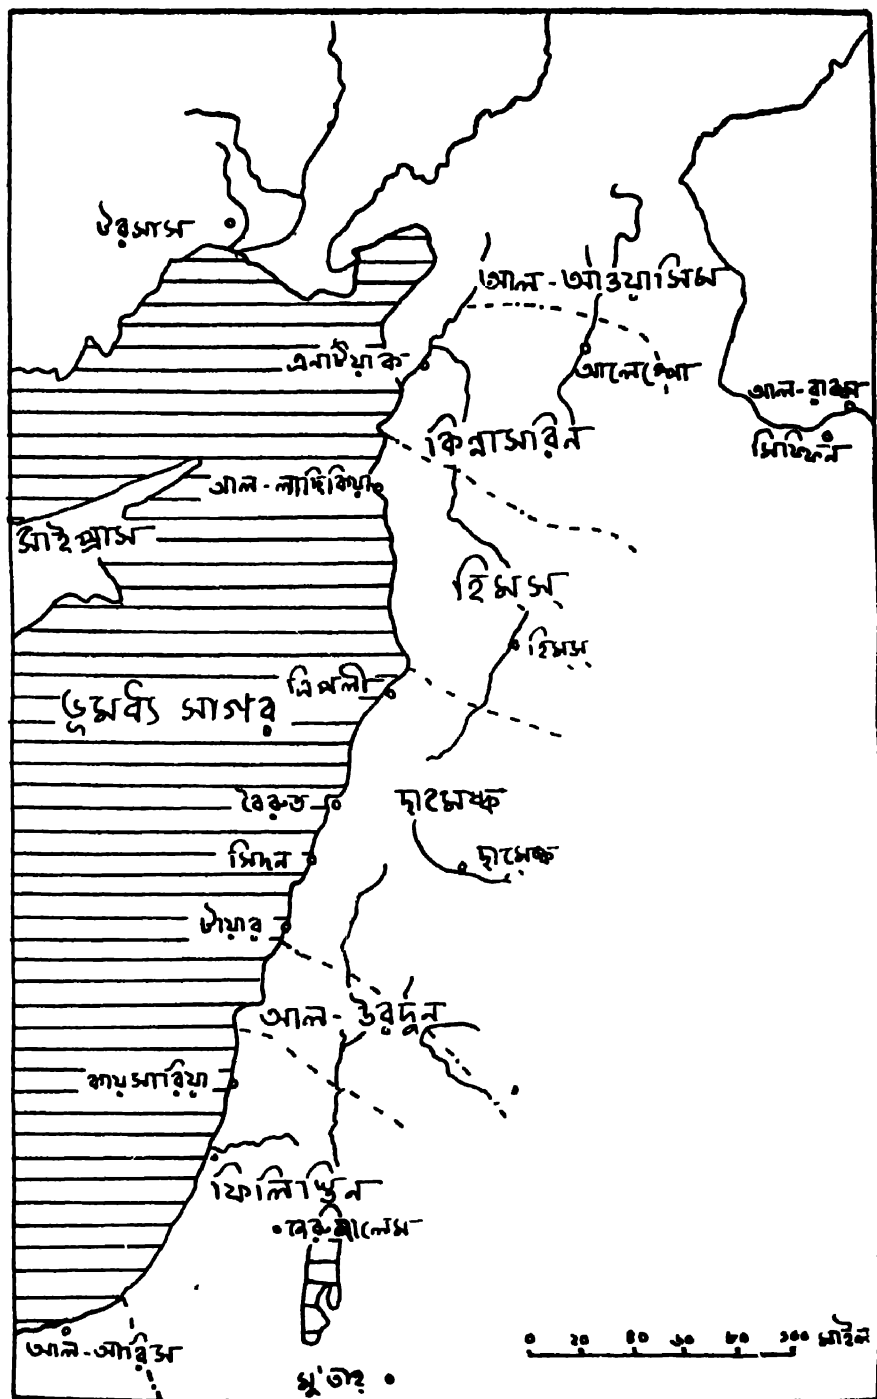 টরসাস
আল-আওয়াসিম
এনটিয়াক
আলেপ্পো
আল-রাক্কা
কিন্নাসরিন
সিফফিন
আল-লাদিকিয়া
সাইপ্রাস
হিমস
হিমস
ত্রিপলী
ভূমধ্য সাগর
বৈরুত
দামেস্ক
সিদন
দামেস্ক
টায়ার
আল-উরদুন
কায়সারিয়া
ফিলিস্তিন
জেরুজালেম
০ ২০ ৪০ ৬০ ৮০ ১০০ মাইল
আল-আরিস
মু'তাহ